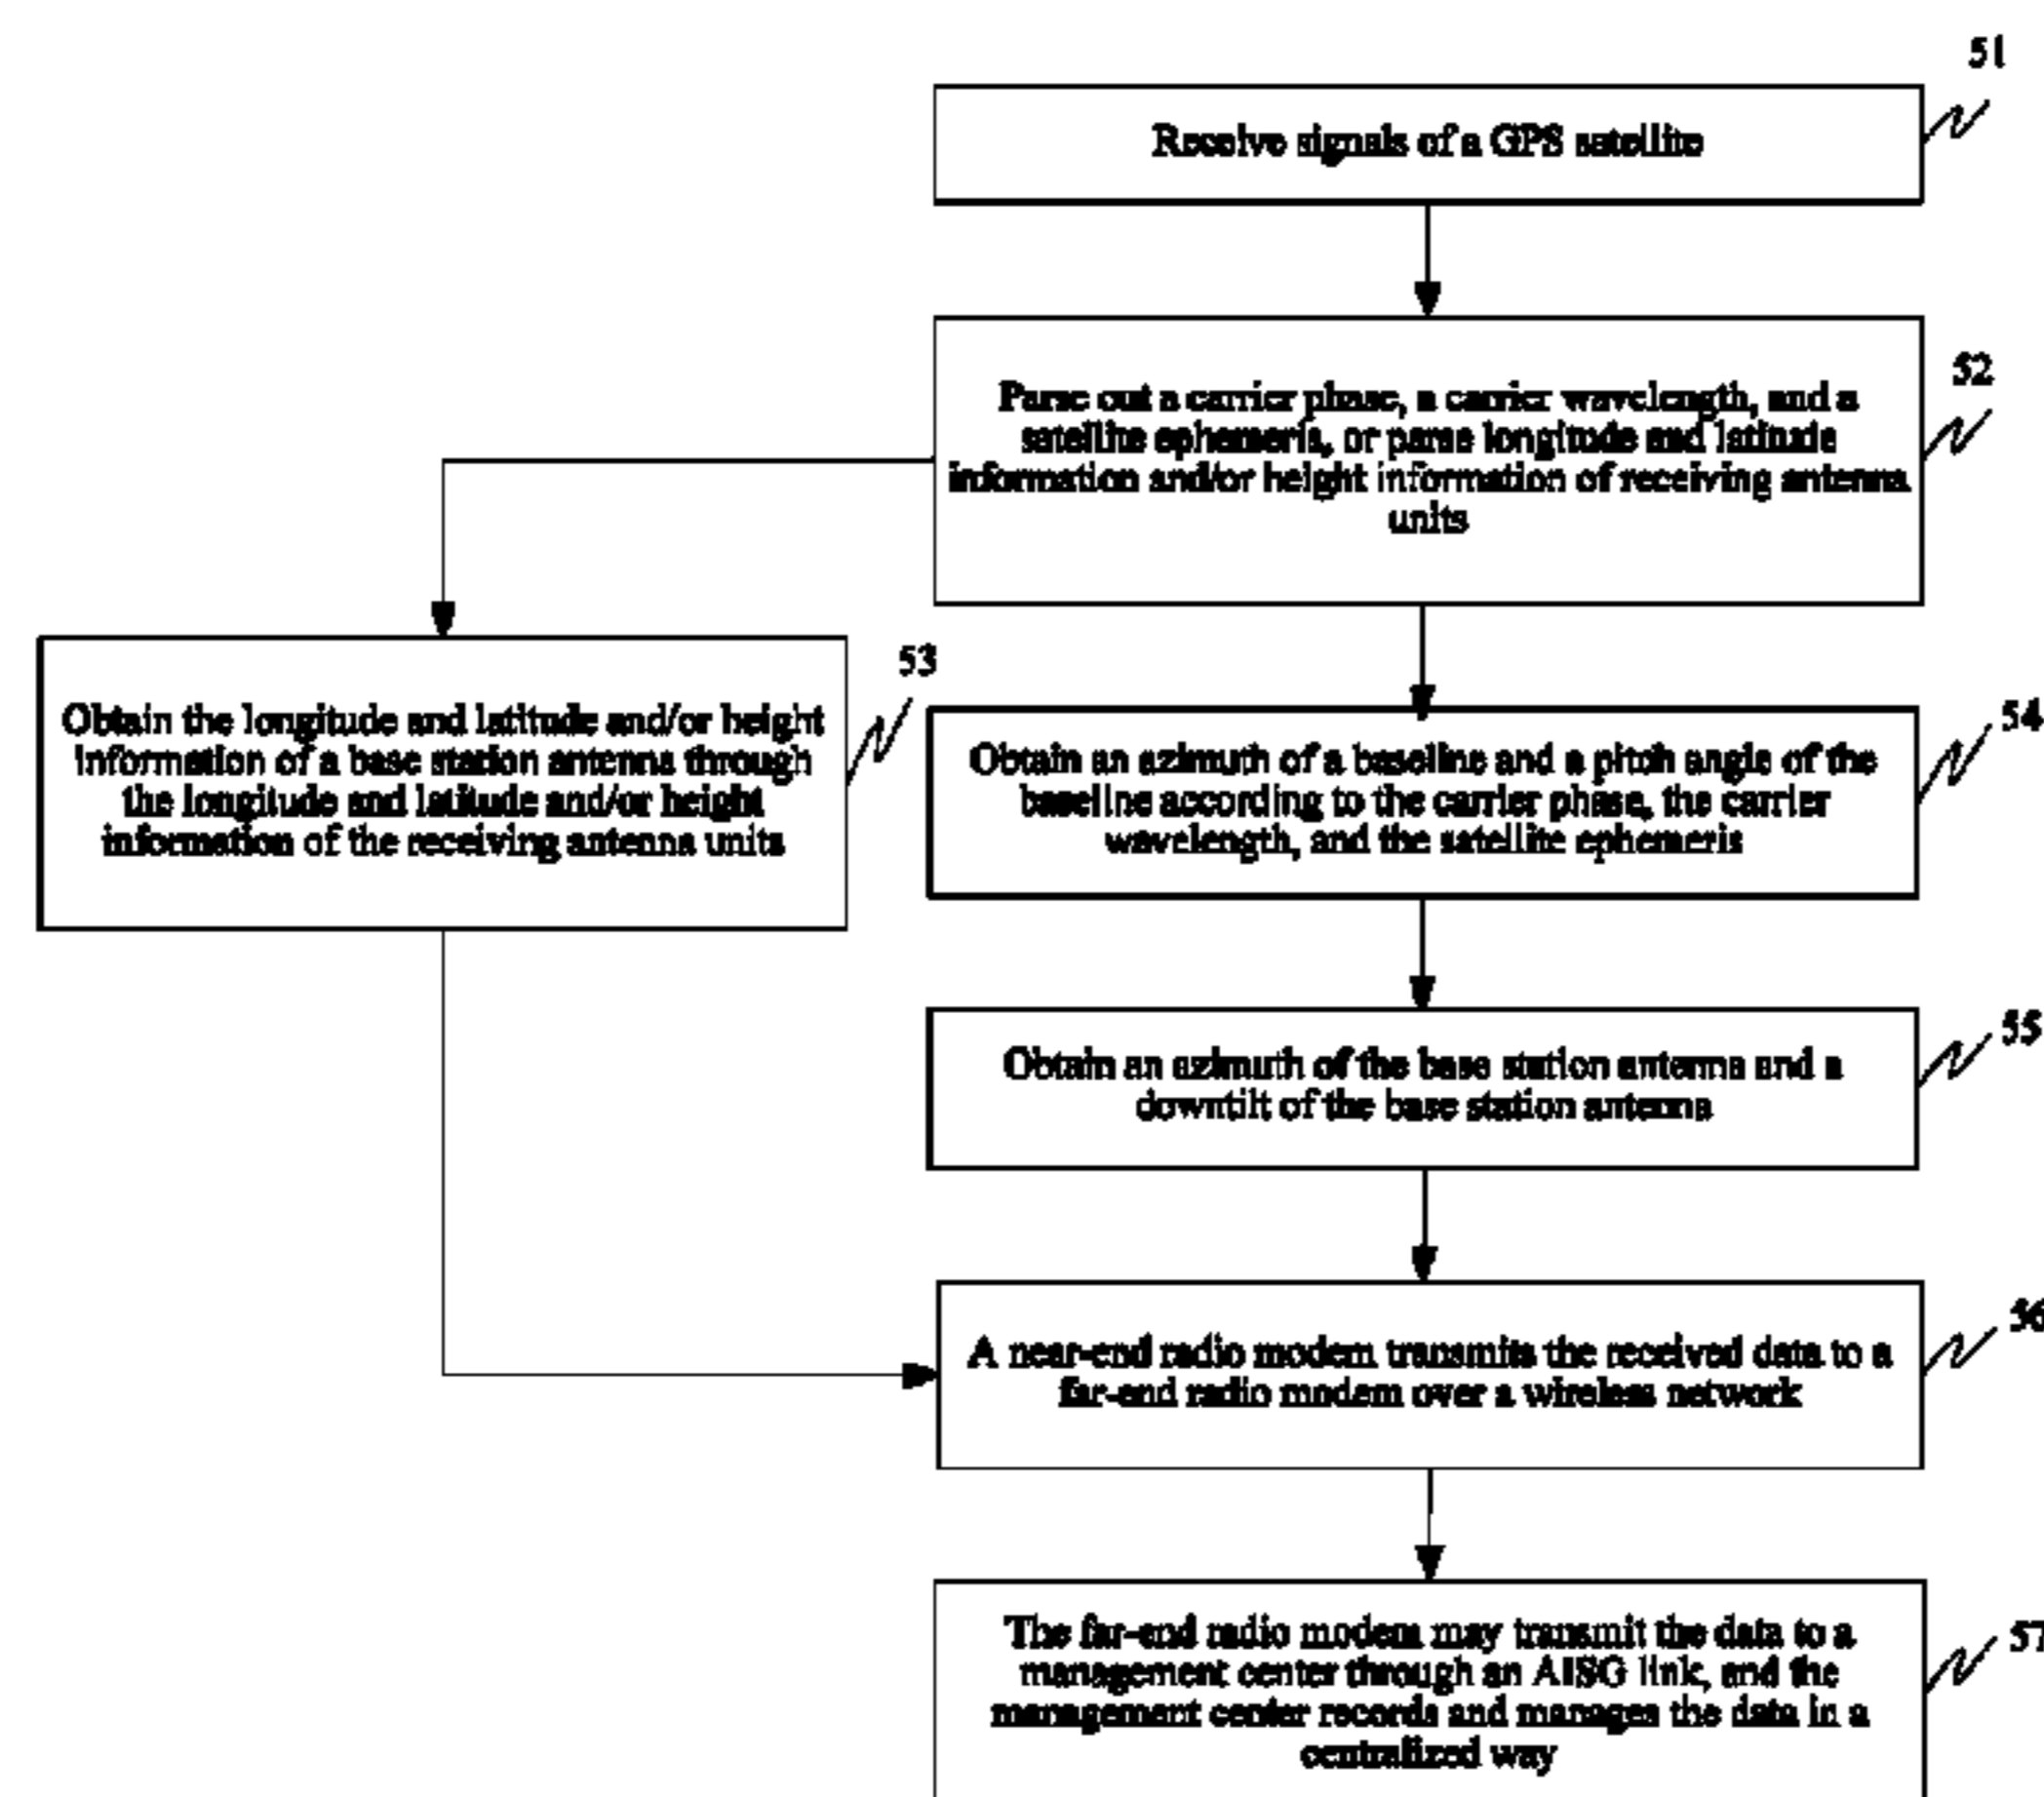 51
Receive signals of a GPS satellite
52
Parse out a carrier phase, a carrier wavelength, and a
satellite ephemeris, or parse longitude and latitude
information and/or height information of receiving antenna
units
53
Obtain the longitude and latitude and/or height
information of a base station antenna through
the longitude and latitude and/or height
information of the receiving antenna units
54
Obtain an azimuth of a baseline and a pitch angle of the
baseline according to the carrier phase, the carrier
wavelength, and the satellite ephemeris
55
Obtain an azimuth of the base station antenna and a
downtilt of the base station antenna
56
A near-end radio modem transmits the received data to a
far-end radio modem over a wireless network
57
The far-end radio modem may transmit the data to a
management center through an AISG link, and the
management center records and manages the data in a
centralized way